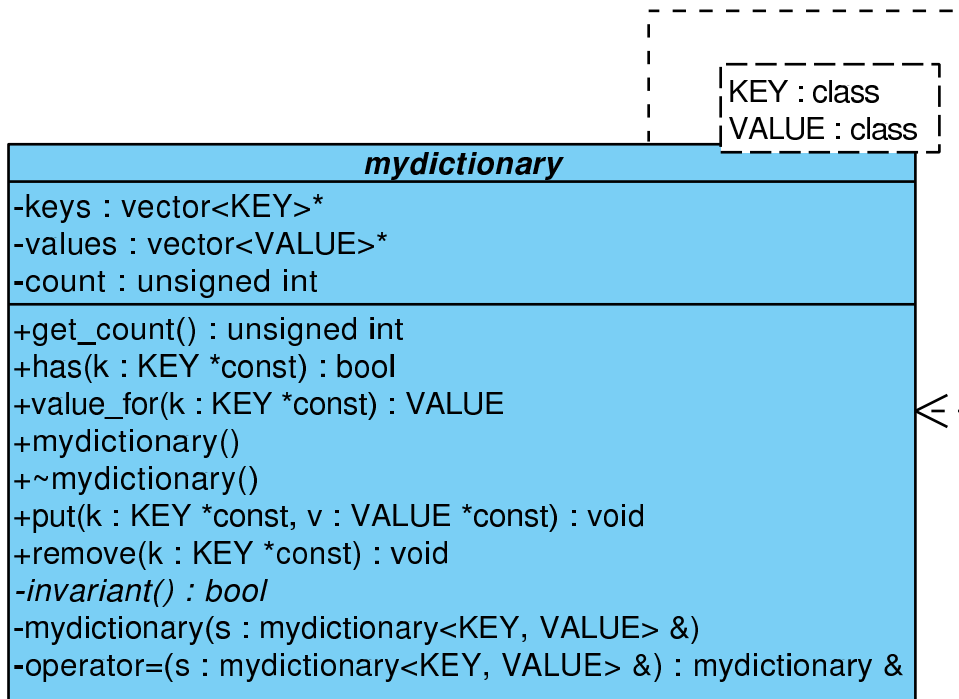 KEY : class
VALUE : class
mydictionary
-keys : vector<KEY>*
-values : vector<VALUE>*
-count : unsigned int
+get_count() : unsigned int
+has(k : KEY *const) : bool
+value_for(k : KEY *const) : VALUE
+mydictionary()
+~mydictionary()
+put(k : KEY *const, v : VALUE *const) : void
+remove(k : KEY *const) : void
-invariant() : bool
-mydictionary(s : mydictionary<KEY, VALUE> &)
-operator=(s : mydictionary<KEY, VALUE> &) : mydictionary &